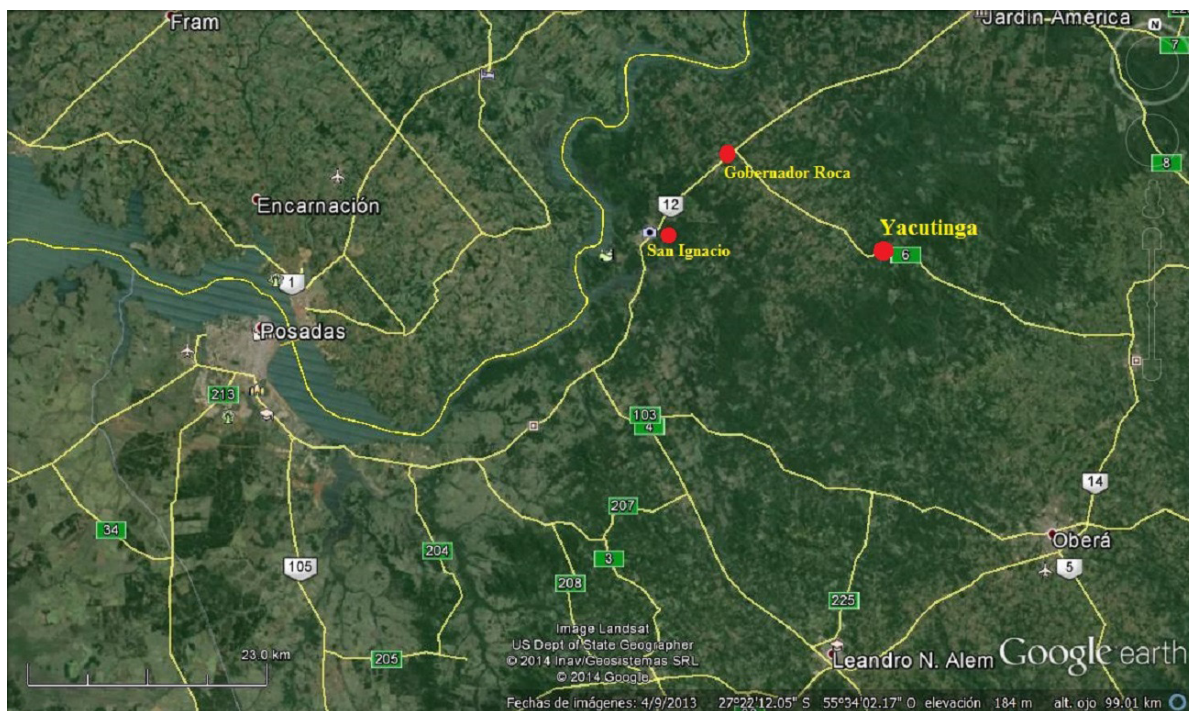 Fram
Jardín América
N
7
8
Gobernador Roca
12
Encarnación
San Ignacio
Yacutinga
6
1
Posadas
213
103
4
14
207
34
204
Oberá
3
105
208
5
225
205
23.0 km
Image Landsat
US Dept of State Geographer
© 2014 Inav/Geosistemas SRL
© 2014 Google
Leandro N. Alem
Google earth
Fechas de imágenes: 4/9/2013 27°22'12.05" S 55°34'02.17" O elevación 184 m alt. ojo 99.01 km